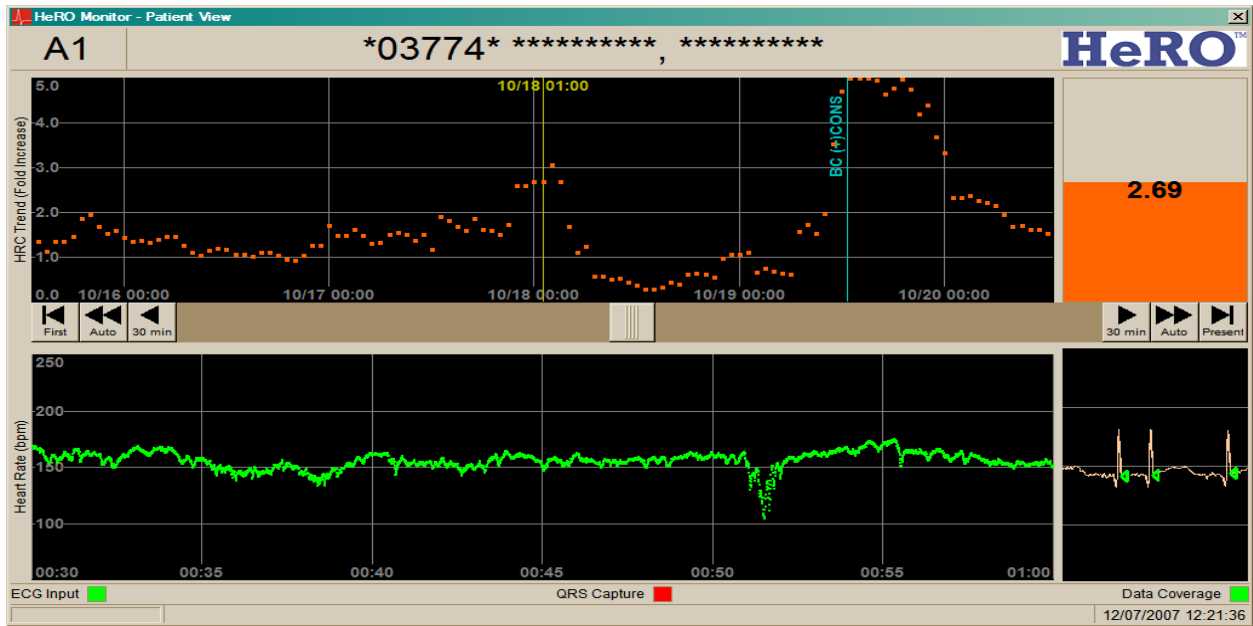 HeRO Monitor - Patient View
A1
*03774* **********, **********
HeRO™
HRC Trend (Fold Increase)
5.0
4.0
3.0
2.0
1.0
0.0
10/18 01:00
BC (+)CONS
10/16 00:00
10/17 00:00
10/18 00:00
10/19 00:00
10/20 00:00
2.69
First
Auto
30 min
30 min
Auto
Present
Heart Rate (bpm)
250
200
150
100
00:30
00:35
00:40
00:45
00:50
00:55
01:00
ECG Input
QRS Capture
Data Coverage
12/07/2007 12:21:36